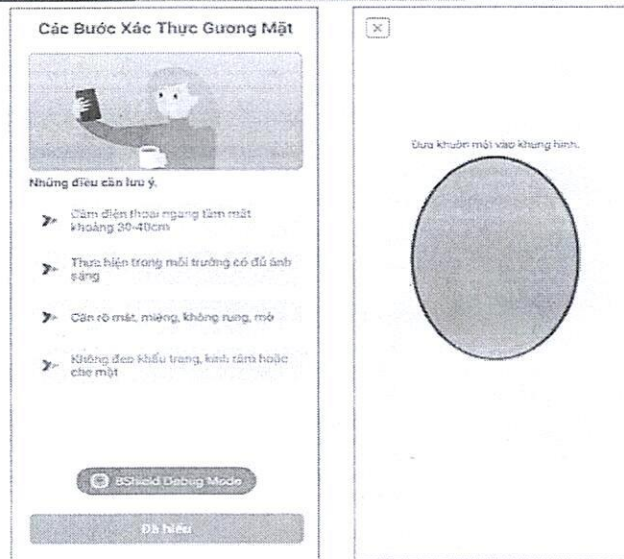 Các Bước Xác Thực Gương Mặt
Những điều cần lưu ý.
Cầm điện thoại ngang tầm mắt
khoảng 30-40cm
Thực hiện trong môi trường có đủ ánh
sáng
Cần rõ mắt, miệng, không rung, mờ
Không đeo khẩu trang, kính râm hoặc
che mặt
BShield Debug Mode
Đã hiểu
Đưa khuôn mặt vào khung hình.